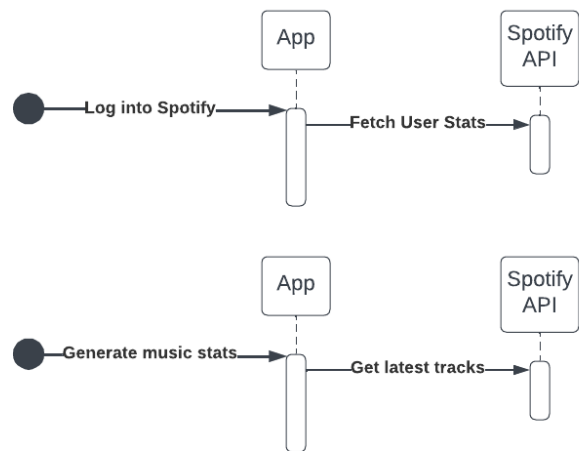 App
Spotify
API
Log into Spotify
Fetch User Stats
App
Spotify
API
Generate music stats
Get latest tracks